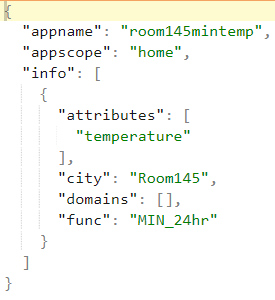 {
"appname": "room145mintemp",
"appscope": "home",
"info": [
{
"attributes": [
"temperature"
],
"city": "Room145",
"domains": [],
"func": "MIN_24hr"
}
]
}